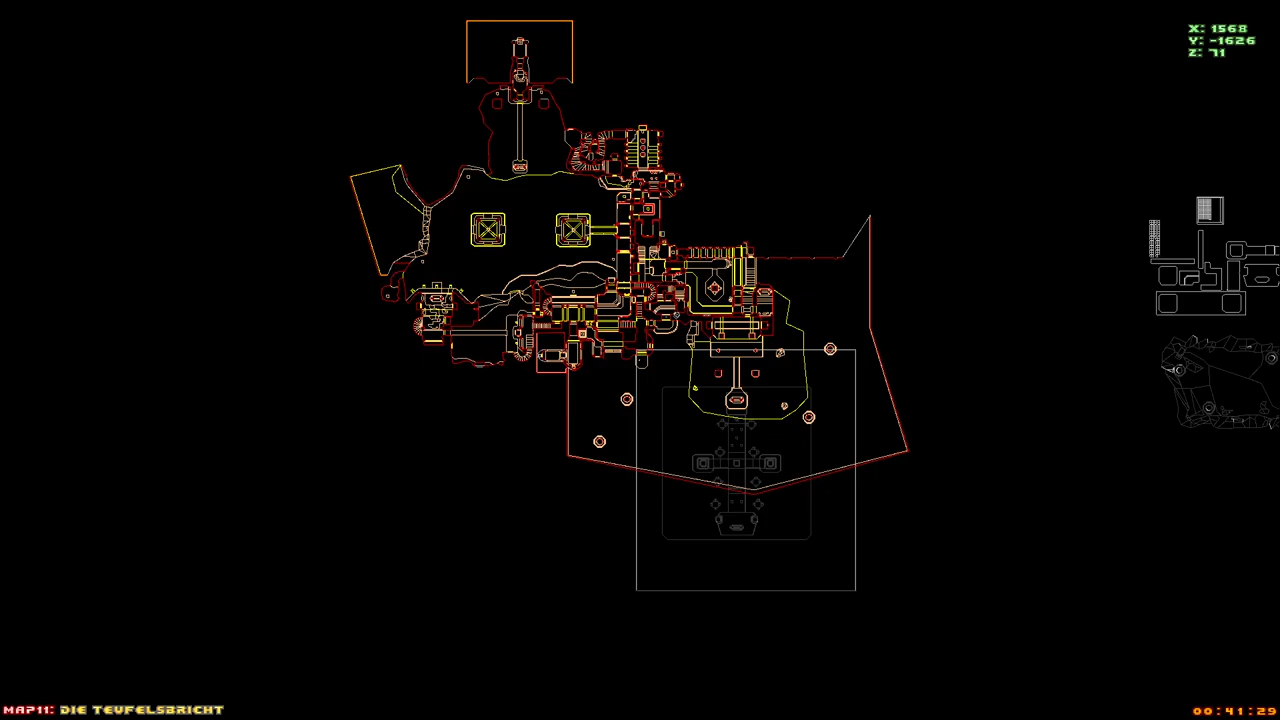 X: 1568
Y: -1626
Z: 71
MAP11: DIE TEUFELSBRICHT
00:41:29